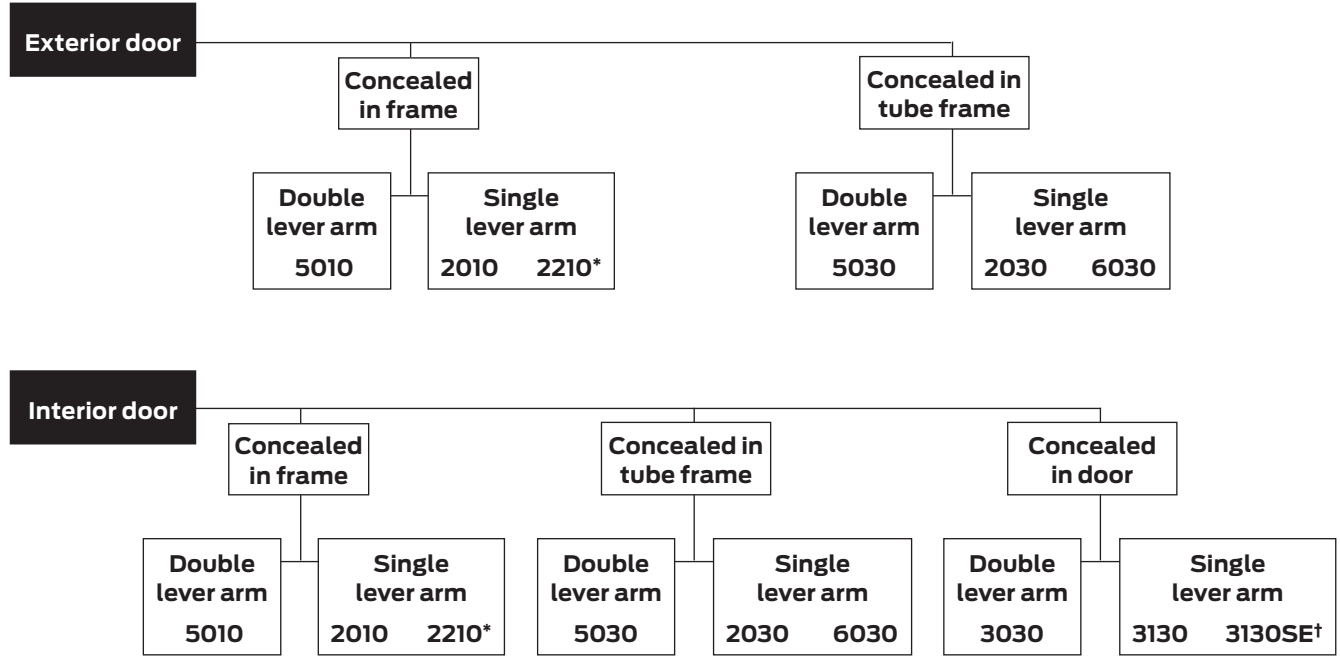 Exterior door
Concealed
in frame
Concealed in
tube frame
Double
lever arm
5010
Single
lever arm
2010 2210*
Double
lever arm
5030
Single
lever arm
2030 6030
Interior door
Concealed
in frame
Concealed in
tube frame
Concealed
in door
Double
lever arm
5010
Single
lever arm
2010 2210*
Double
lever arm
5030
Single
lever arm
2030 6030
Double
lever arm
3030
Single
lever arm
3130 3130SE†